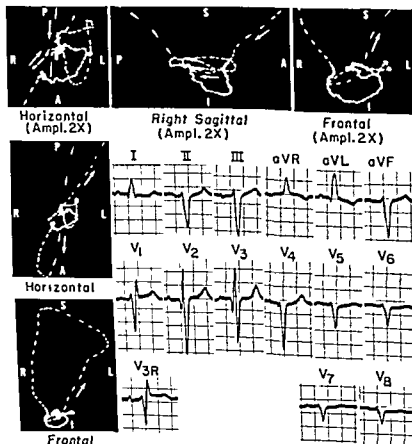 S
S
P
R
L
P
A
R
L
A
I
I
Horizontal
(Ampl. 2X)
Right Sagittal
(Ampl. 2X)
Frontal
(Ampl. 2X)
P
R
L
A
Horizontal
I
II
III
aVR
aVL
aVF
V1
V2
V3
V4
V5
V6
S
R
L
I
Frontal
V3R
V7
V8